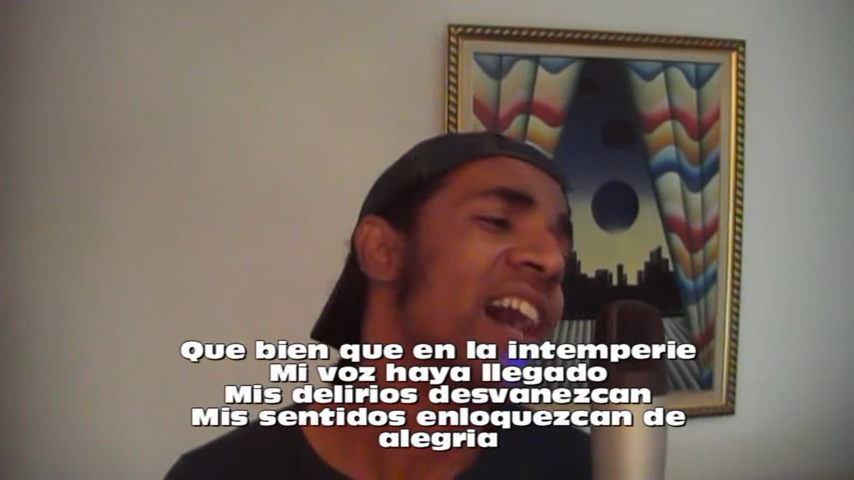 Que bien que en la intemperie
Mi voz haya llegado
Mis delirios desvanezcan
Mis sentidos enloquezcan de
alegria